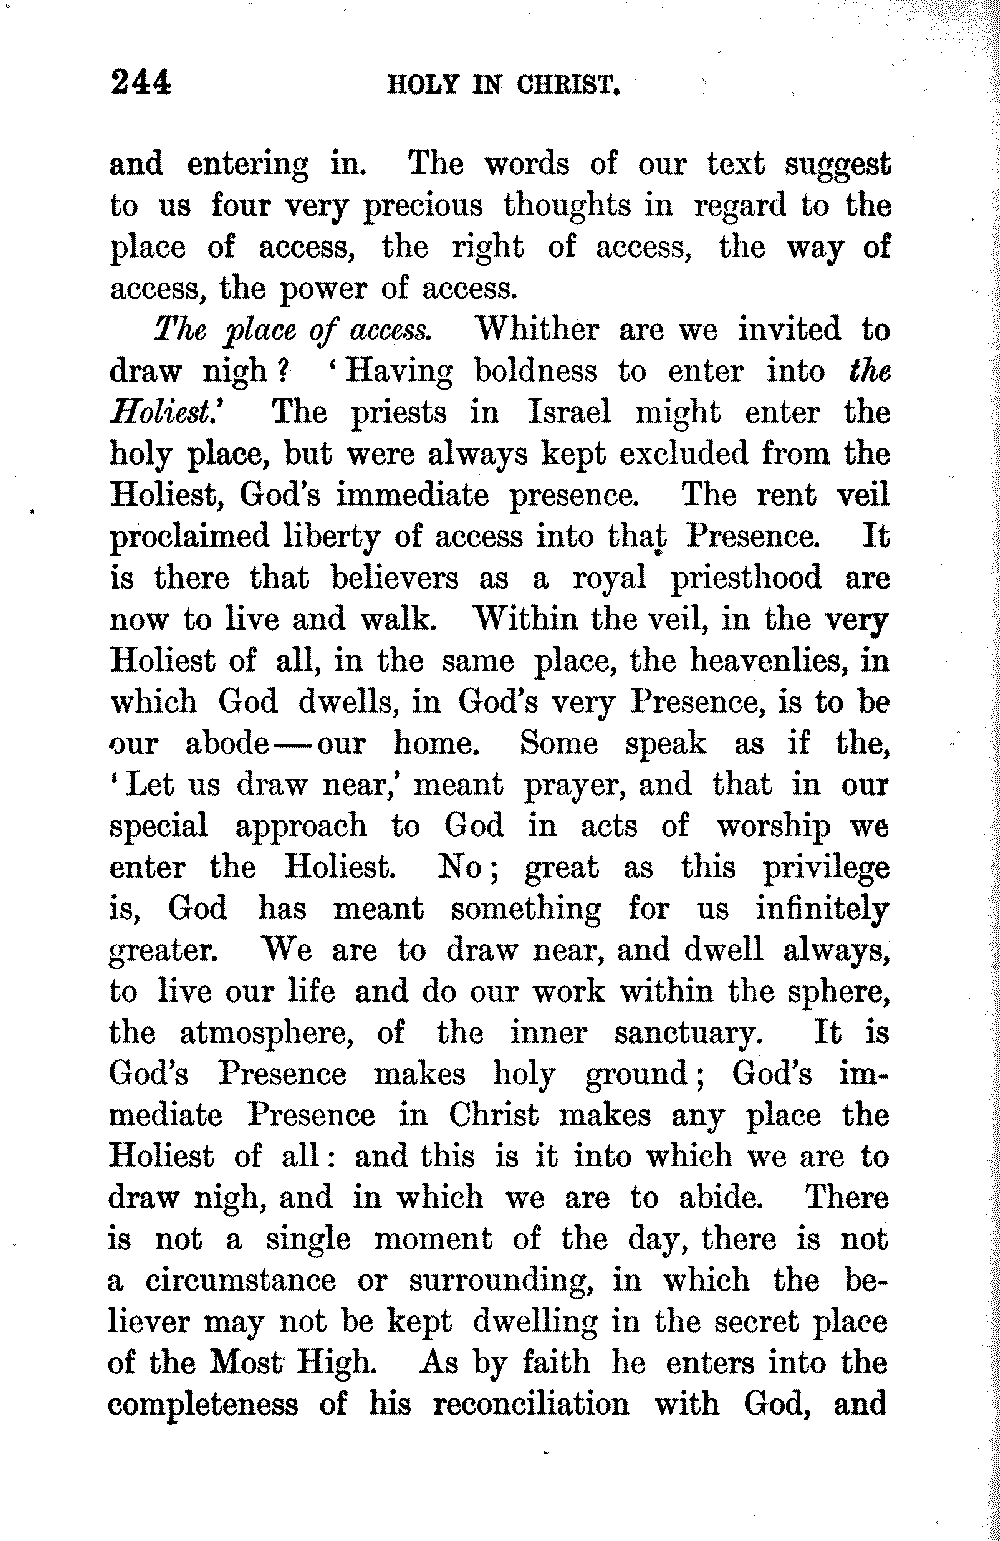 244 HOLY IN CHRIST.
and entering in. The words of our text suggest
to us four very precious thoughts in regard to the
place of access, the right of access, the way of
access, the power of access.
The place of access. Whither are we invited to
draw nigh? ‘Having boldness to enter into the
Holiest.’ The priests in Israel might enter the
holy place, but were always kept excluded from the
Holiest, God's immediate presence. The rent veil
proclaimed liberty of access into that Presence. It
is there that believers as a royal priesthood are
now to live and walk. Within the veil, in the very
Holiest of all, in the same place, the heavenlies, in
which God dwells, in God's very Presence, is to be
our abode—our home. Some speak as if the,
‘Let us draw near,’ meant prayer, and that in our
special approach to God in acts of worship we
enter the Holiest. No; great as this privilege
is, God has meant something for us infinitely
greater. We are to draw near, and dwell always,
to live our life and do our work within the sphere,
the atmosphere, of the inner sanctuary. It is
God's Presence makes holy ground; God's im-
mediate Presence in Christ makes any place the
Holiest of all: and this is it into which we are to
draw nigh, and in which we are to abide. There
is not a single moment of the day, there is not
a circumstance or surrounding, in which the be-
liever may not be kept dwelling in the secret place
of the Most High. As by faith he enters into the
completeness of his reconciliation with God, and